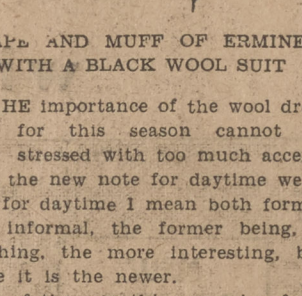 APE AND MUFF OF ERMINE
WITH A BLACK WOOL SUIT
HE importance of the wool dr
for this season cannot
stressed with too much acce
the new note for daytime we
for daytime I mean both form
informal, the former being,
thing, the more interesting, b
e it is the newer.